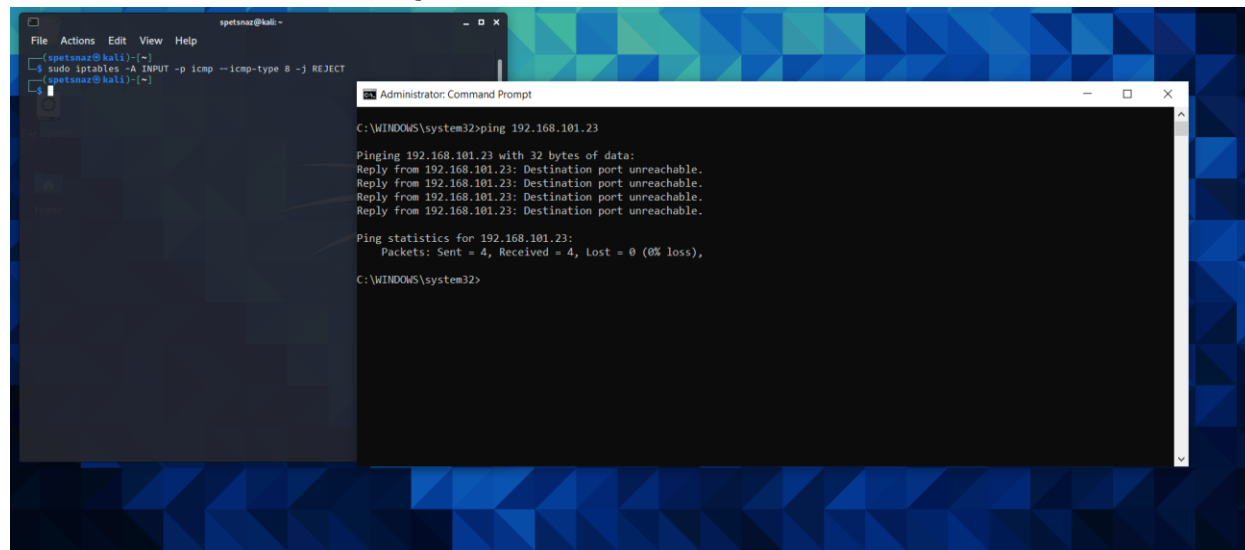 spetsnaz@kali: ~
File Actions Edit View Help
(spetsnaz㉿kali)-[~]
$ sudo iptables -A INPUT -p icmp --icmp-type 8 -j REJECT
(spetsnaz㉿kali)-[~]
$
Administrator: Command Prompt
C:\WINDOWS\system32>ping 192.168.101.23
Pinging 192.168.101.23 with 32 bytes of data:
Reply from 192.168.101.23: Destination port unreachable.
Reply from 192.168.101.23: Destination port unreachable.
Reply from 192.168.101.23: Destination port unreachable.
Reply from 192.168.101.23: Destination port unreachable.
Ping statistics for 192.168.101.23:
Packets: Sent = 4, Received = 4, Lost = 0 (0% loss),
C:\WINDOWS\system32>